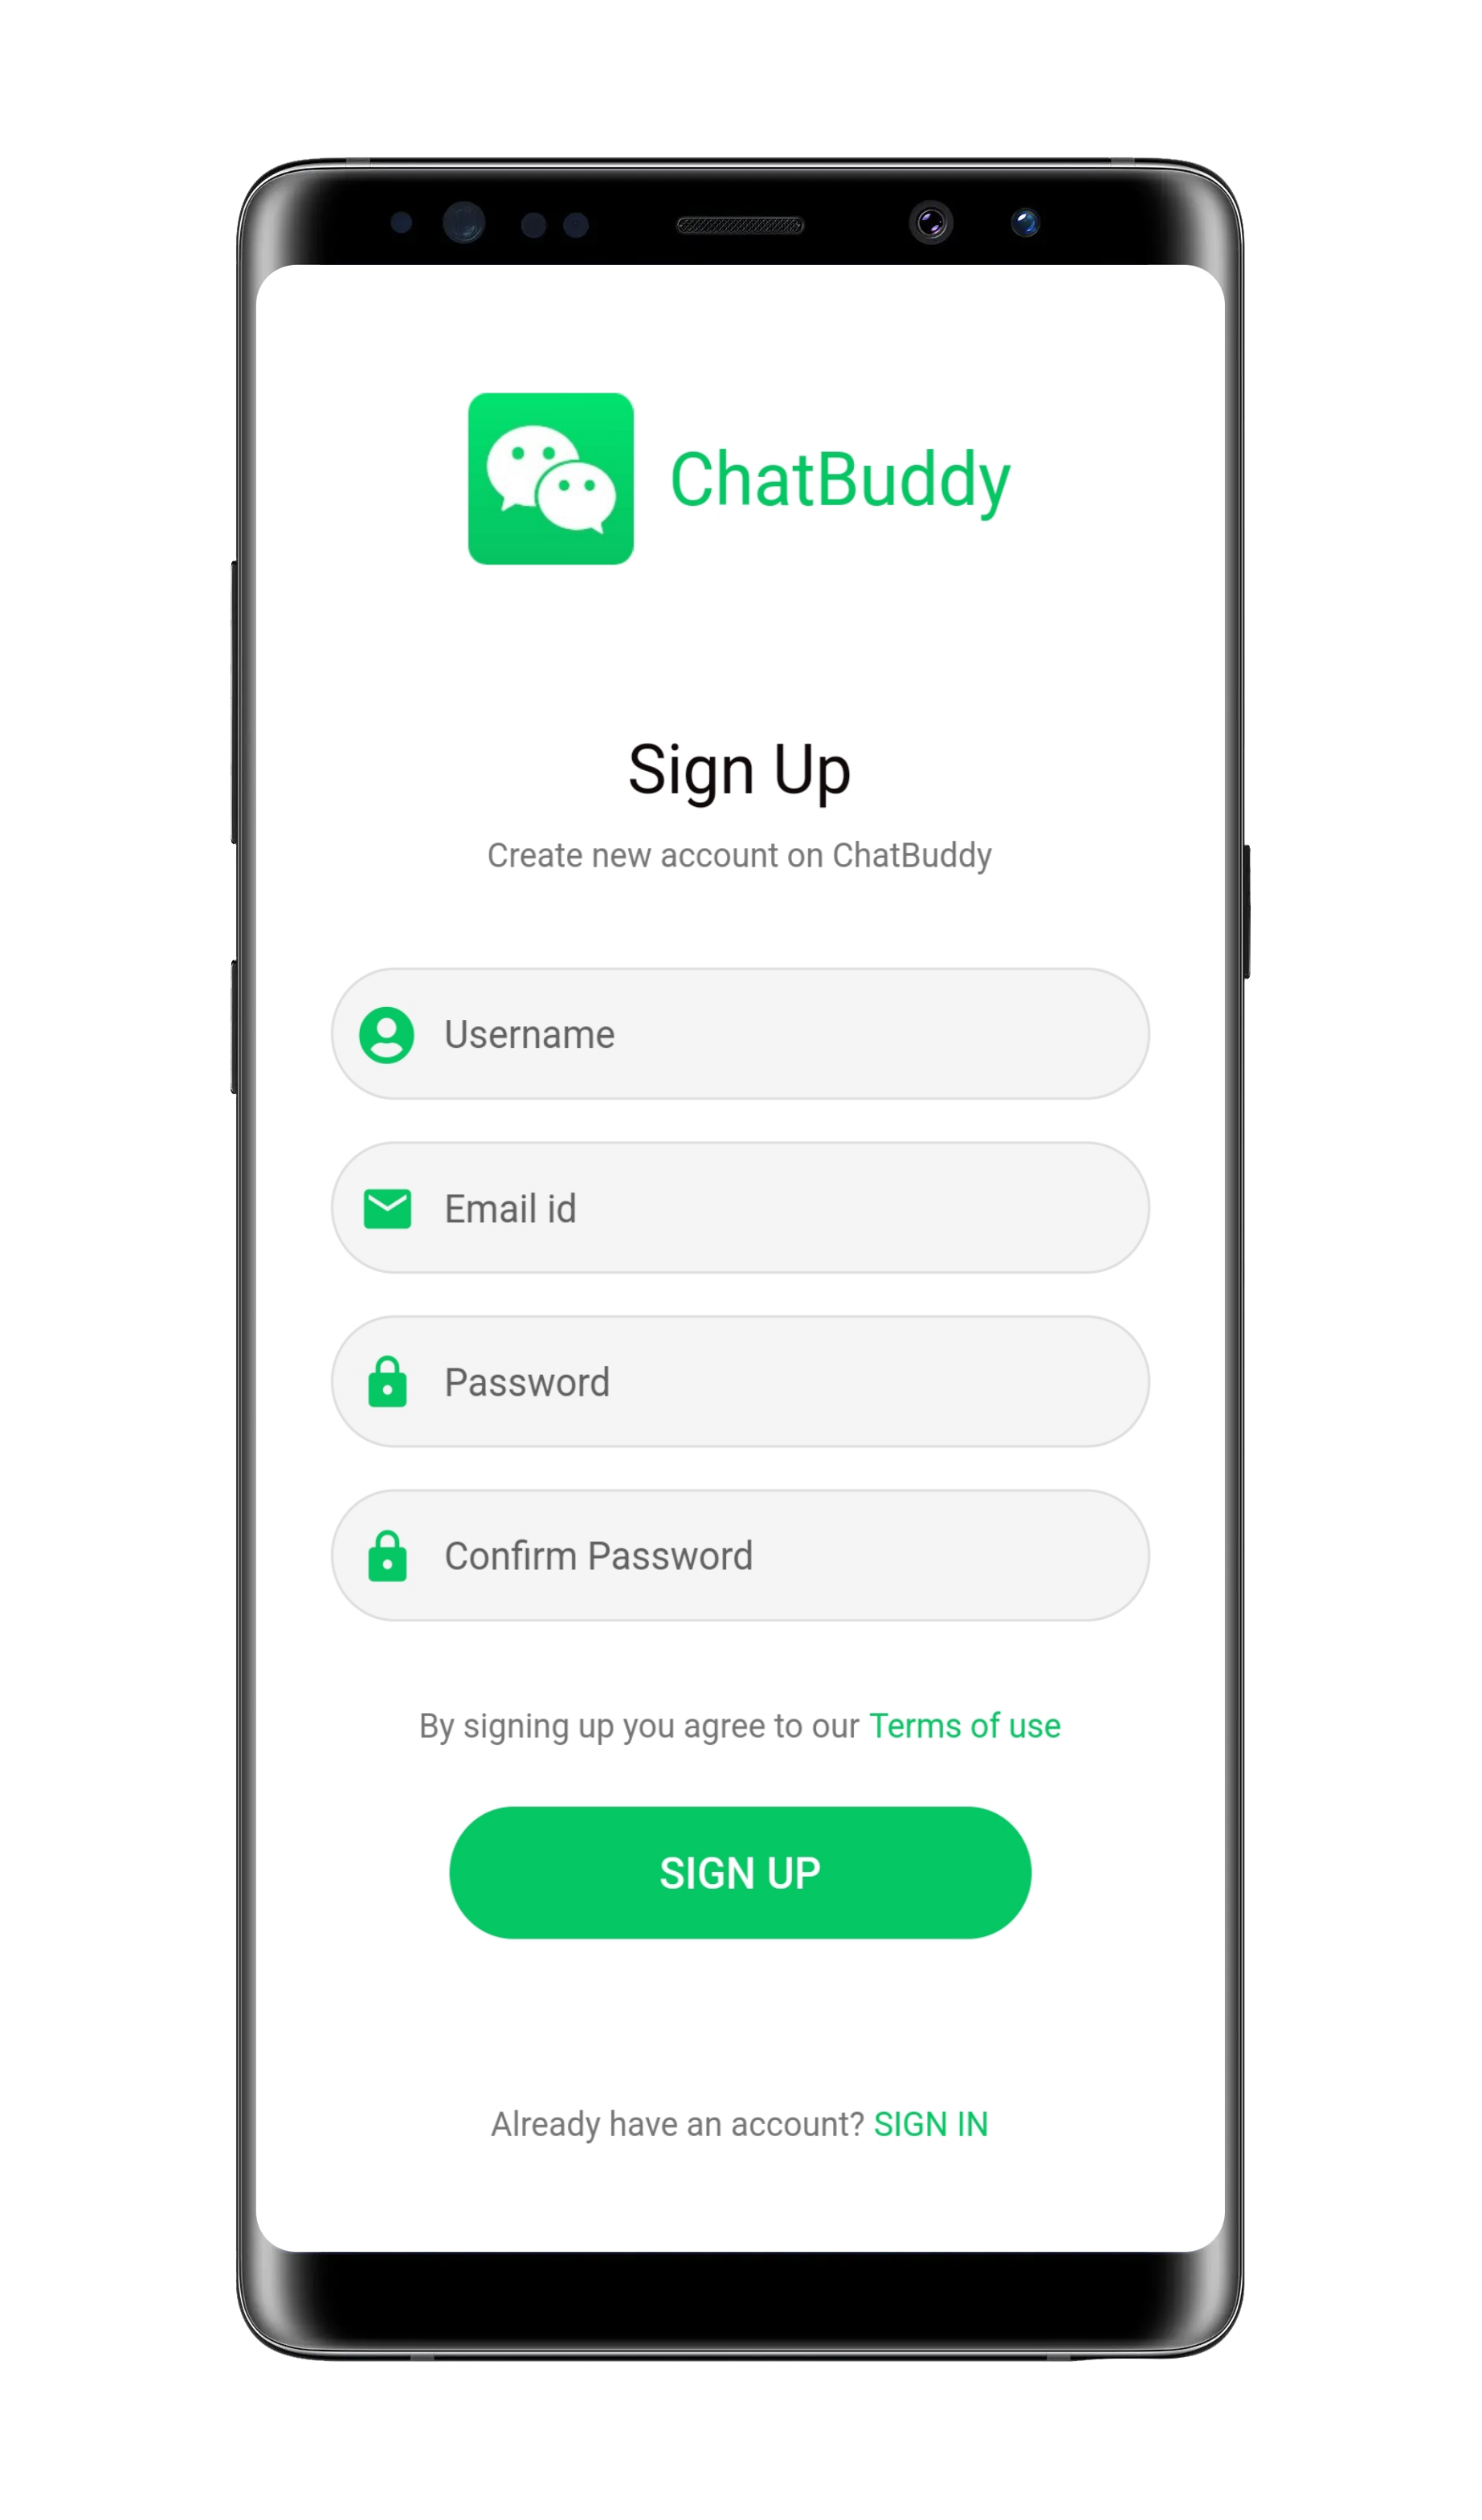 ChatBuddy
Sign Up
Create new account on ChatBuddy
Username
Email id
Password
Confirm Password
By signing up you agree to our Terms of use
SIGN UP
Already have an account? SIGN IN